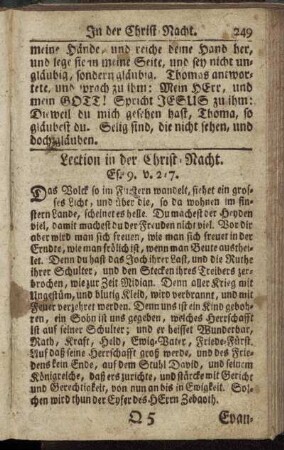 In der Christ-Nacht. 249
meine Hände, und reiche deine Hand her,
und lege sie in meine Seite, und sey nicht un-
gläubig, sondern gläubig. Thomas antwor-
tete, und sprach zu ihm: Mein HErr, und
mein GOTT! Spricht JESUS zu ihm:
Dieweil du mich gesehen hast, Thoma, so
gläubest du. Selig sind, die nicht sehen, und
doch gläuben.
Lection in der Christ-Nacht.
Es. 9. v. 2-7.
Das Volck so im Finstern wandelt, siehet ein gros-
ses Licht, und über die, so da wohnen im fin-
stern Lande, scheinet es helle. Du machest der Heyden
viel, damit machest du der Freuden nicht viel. Vor dir
aber wird man sich freuen, wie man sich freuet in der
Erndte, wie man frölich ist, wenn man Beute austhei-
let. Denn du hast das Joch ihrer Last, und die Ruthe
ihrer Schulter, und den Stecken ihres Treibers zer-
brochen, wie zur Zeit Midian. Denn aller Krieg mit
Ungestüm, und blutig Kleid, wird verbrannt, und mit
Feuer verzehret werden. Denn uns ist ein Kind geboh-
ren, ein Sohn ist uns gegeben, welches Herrschafft
ist auf seiner Schulter; und er heisset Wunderbar,
Rath, Kraft, Held, Ewig-Vater, Friede-Fürst.
Auf daß seine Herrschafft groß werde, und des Frie-
dens kein Ende, auf dem Stuhl David, und seinem
Königreiche, daß ers zurichte, und stärcke mit Gericht
und Gerechtigkeit, von nun an bis in Ewigkeit. Sol-
ches wird thun der Eyfer des HErrn Zebaoth.
Q 5 Evan-